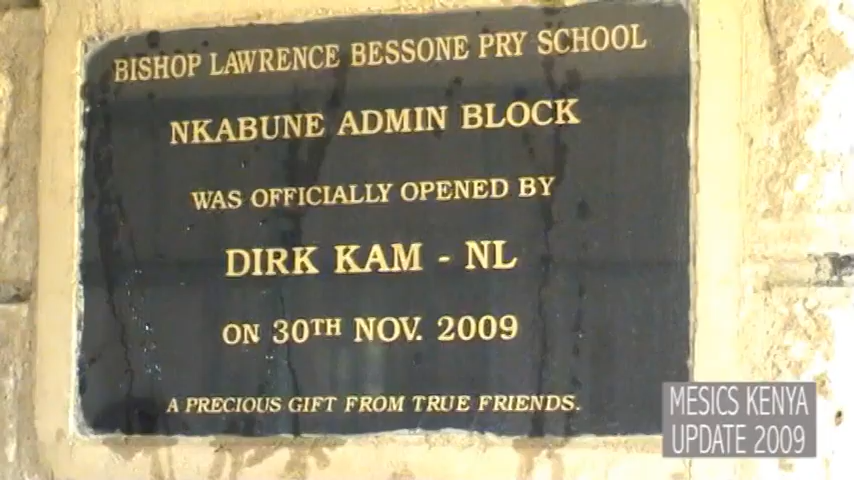 BISHOP LAWRENCE BESSONE PRY SCHOOL
NKABUNE ADMIN BLOCK
WAS OFFICIALLY OPENED BY
DIRK KAM - NL
ON 30TH NOV. 2009
A PRECIOUS GIFT FROM TRUE FRIENDS.
MESICS KENYA
UPDATE 2009